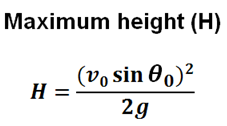 Maximum height (H)
H = (v₀ sin θ₀)² / 2g